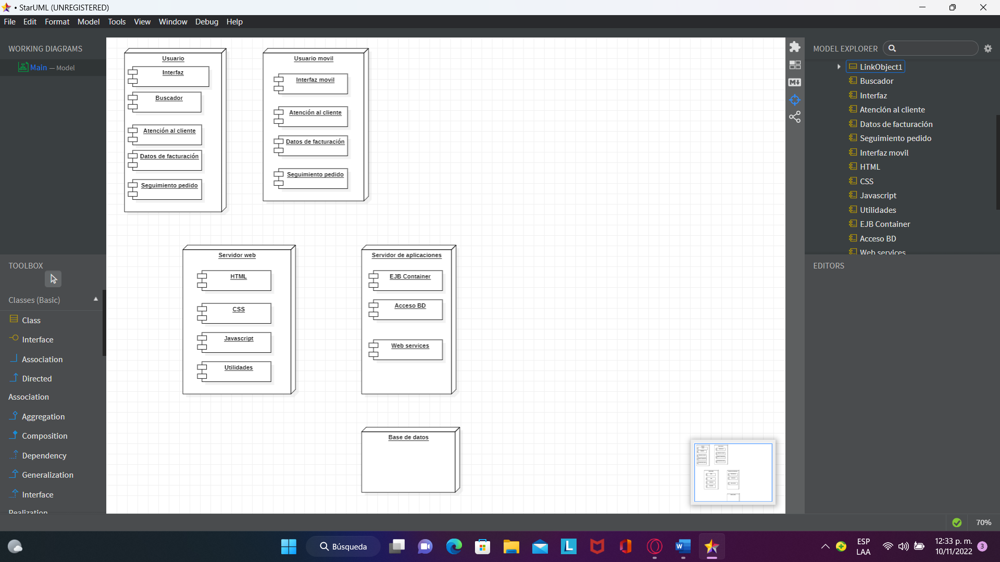 • StarUML (UNREGISTERED)
File Edit Format Model Tools View Window Debug Help
WORKING DIAGRAMS
Main — Model
TOOLBOX
Classes (Basic)
Class
Interface
Association
Directed
Association
Aggregation
Composition
Dependency
Generalization
Interface
Realization
Usuario
Interfaz
Buscador
Atención al cliente
Datos de facturación
Seguimiento pedido
Usuario movil
Interfaz movil
Atención al cliente
Datos de facturación
Seguimiento pedido
Servidor web
HTML
CSS
Javascript
Utilidades
Servidor de aplicaciones
EJB Container
Acceso BD
Web services
Base de datos
MODEL EXPLORER
LinkObject1
Buscador
Interfaz
Atención al cliente
Datos de facturación
Seguimiento pedido
Interfaz movil
HTML
CSS
Javascript
Utilidades
EJB Container
Acceso BD
Web services
EDITORS
70%
Búsqueda
ESP
LAA
12:33 p. m.
10/11/2022
3